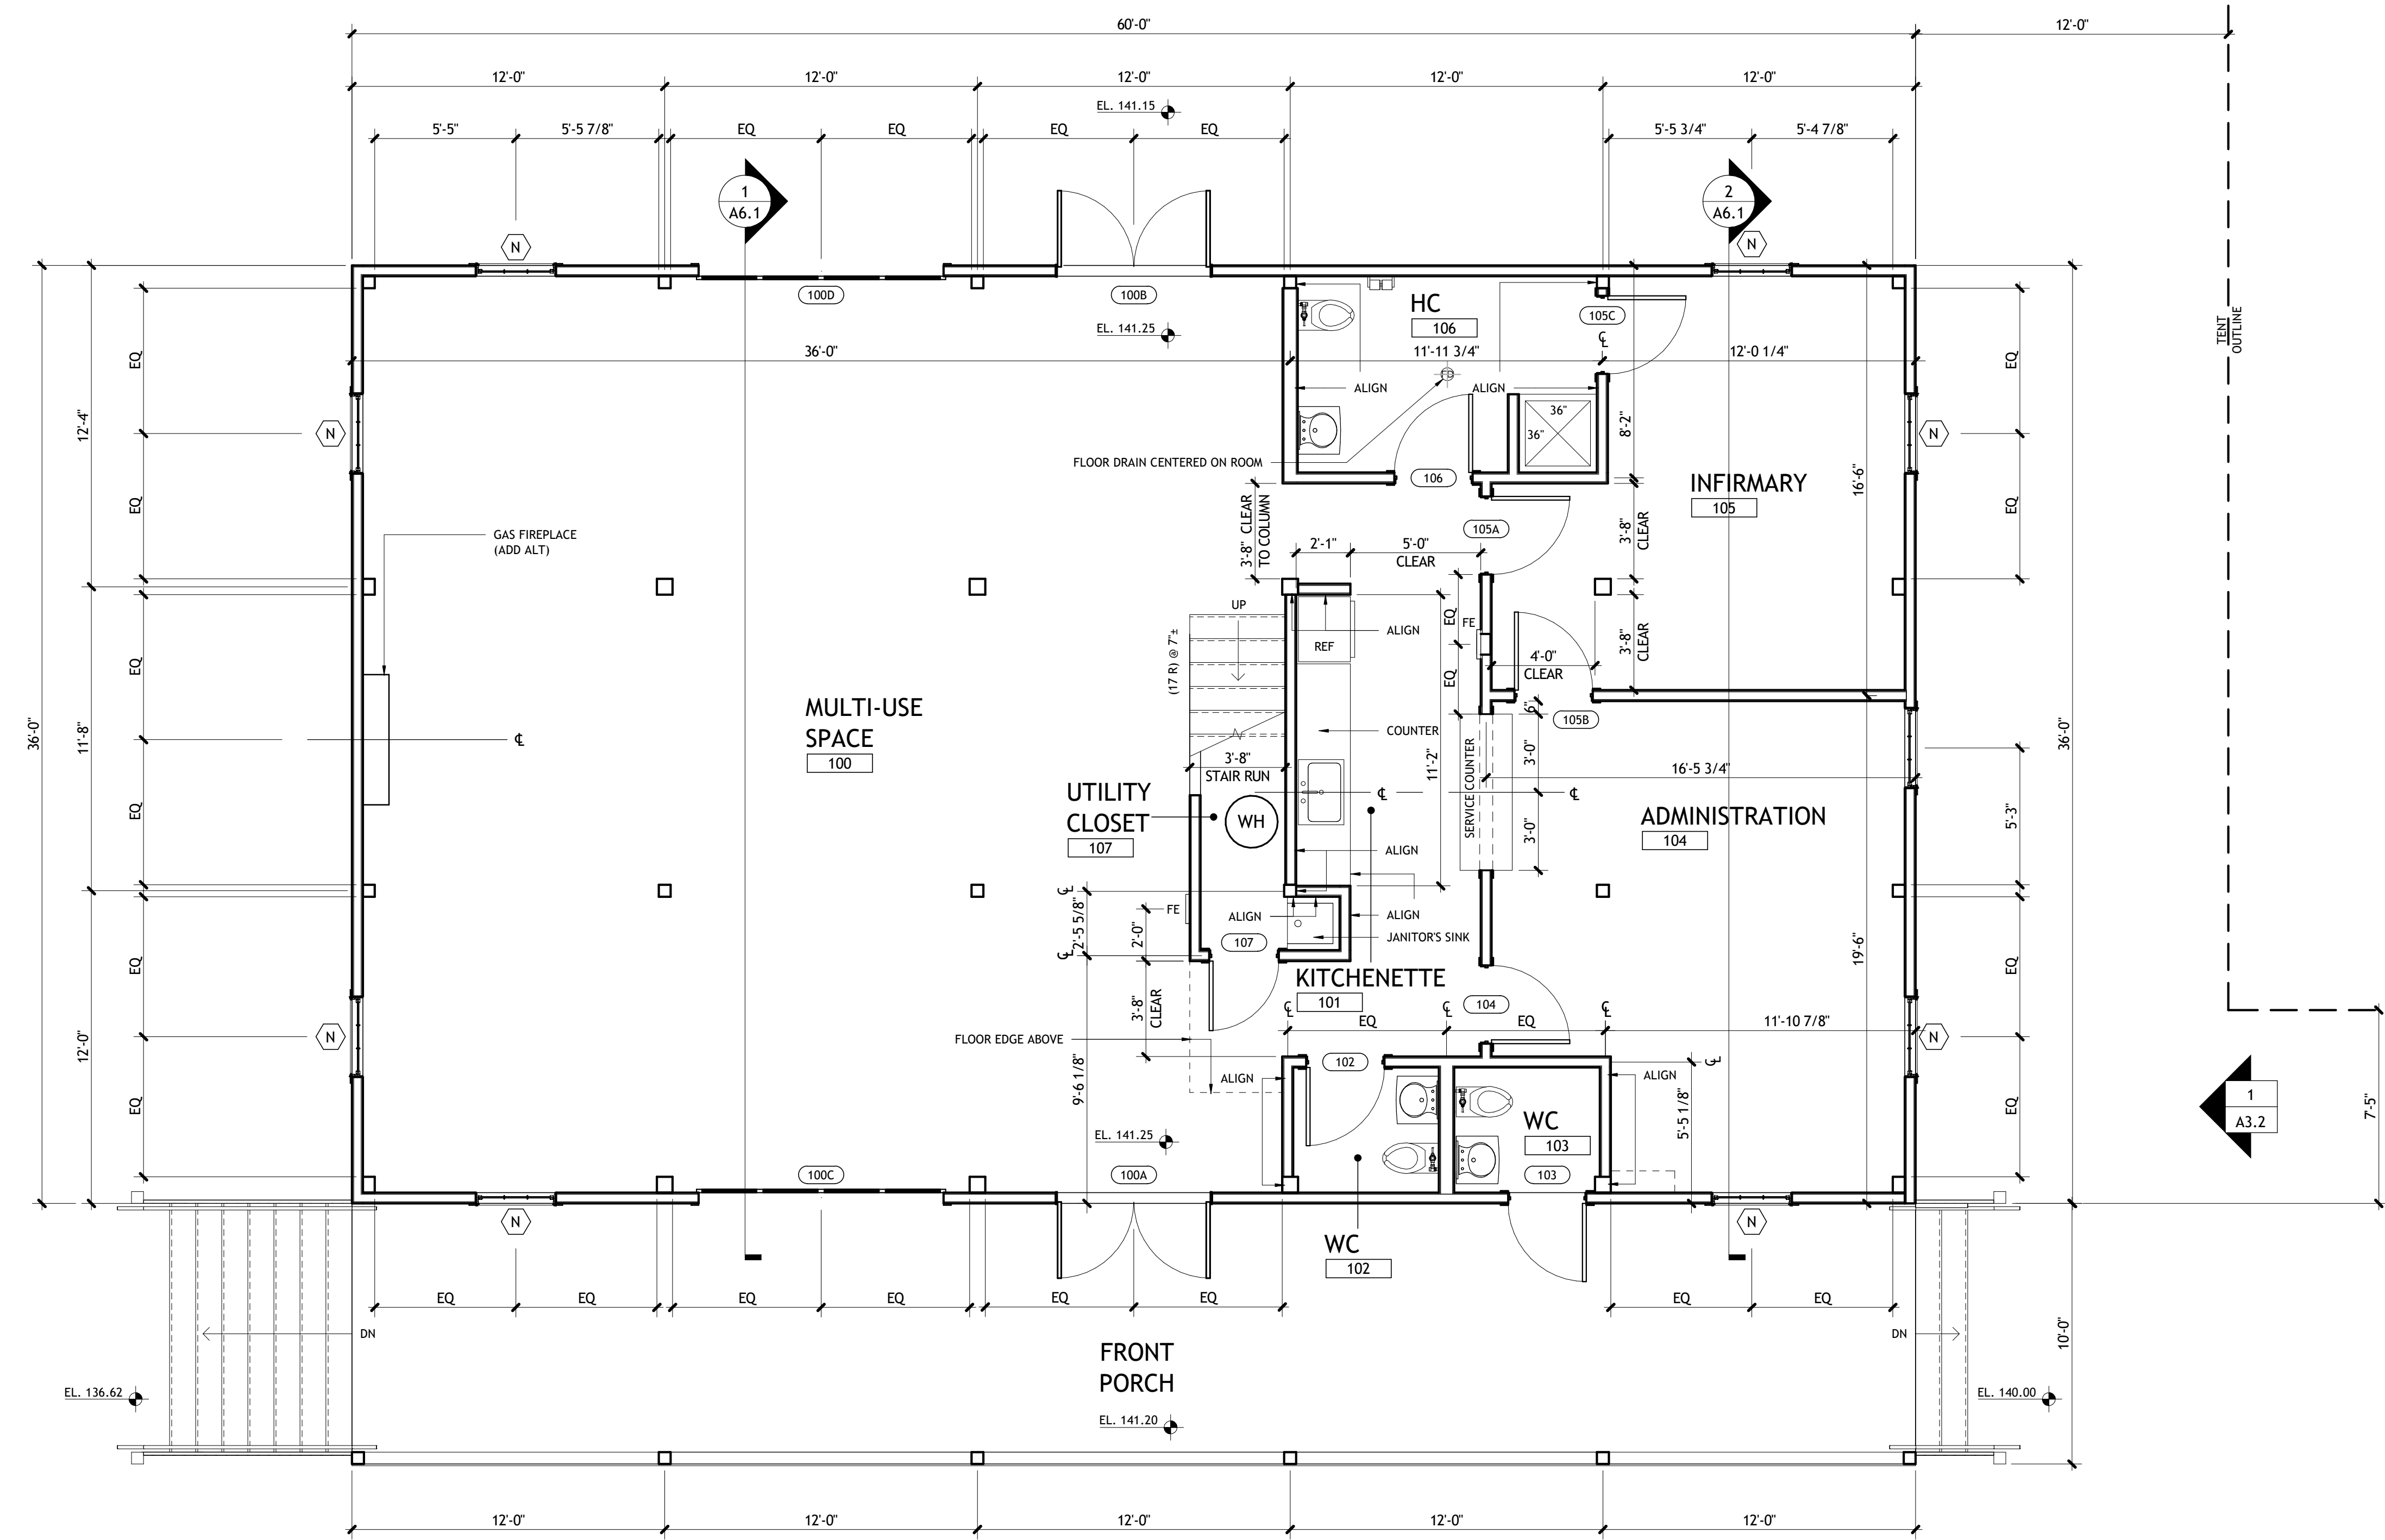 60'-0"
12'-0"
12'-0"
12'-0"
12'-0"
12'-0"
12'-0"
EL. 141.15
5'-5"
5'-5 7/8"
EQ
EQ
EQ
EQ
5'-5 3/4"
5'-4 7/8"
1
A6.1
2
A6.1
N
N
100D
100B
HC
106
105C
℄
EL. 141.25
TENT
OUTLINE
36'-0"
11'-11 3/4"
12'-0 1/4"
EQ
EQ
ALIGN
ALIGN
12'-4"
36"
36"
8'-2"
N
N
FLOOR DRAIN CENTERED ON ROOM
106
INFIRMARY
105
16'-6"
EQ
EQ
GAS FIREPLACE
(ADD ALT)
3'-8" CLEAR
TO COLUMN
105A
3'-8"
CLEAR
2'-1"
5'-0"
CLEAR
UP
EQ
FE
ALIGN
REF
3'-8"
CLEAR
4'-0"
CLEAR
(17 R) @ 7"±
EQ
EQ
6"
105B
36'-0"
11'-8"
℄
MULTI-USE
SPACE
100
COUNTER
3'-8"
STAIR RUN
11'-2"
SERVICE COUNTER
3'-0"
16'-5 3/4"
36'-0"
UTILITY
CLOSET
107
WH
℄
℄
ADMINISTRATION
104
5'-3"
EQ
3'-0"
ALIGN
℄
2'-5 5/8"
℄
FE
2'-0"
ALIGN
ALIGN
107
JANITOR'S SINK
19'-6"
EQ
EQ
KITCHENETTE
101
104
℄
℄
℄
3'-8"
CLEAR
EQ
EQ
11'-10 7/8"
N
N
12'-0"
FLOOR EDGE ABOVE
102
℄
ALIGN
ALIGN
9'-6 1/8"
5'-5 1/8"
EQ
EQ
1
A3.2
7'-5"
WC
103
EL. 141.25
100C
100A
103
N
N
WC
102
EQ
EQ
EQ
EQ
EQ
EQ
EQ
EQ
DN
DN
10'-0"
FRONT
PORCH
EL. 136.62
EL. 140.00
EL. 141.20
12'-0"
12'-0"
12'-0"
12'-0"
12'-0"